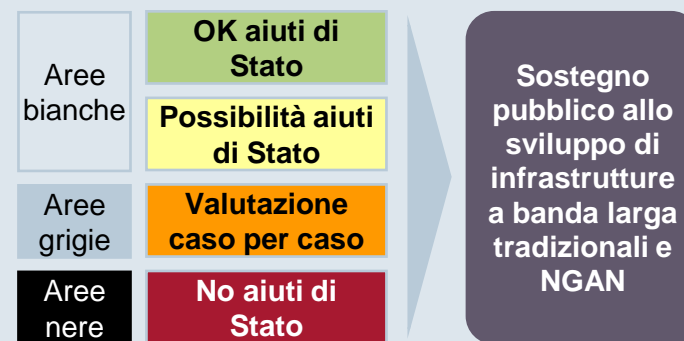 Aree
bianche
OK aiuti di
Stato
Possibilità aiuti
di Stato
Aree
grigie
Valutazione
caso per caso
Aree
nere
No aiuti di
Stato
Sostegno
pubblico allo
sviluppo di
infrastrutture
a banda larga
tradizionali e
NGAN